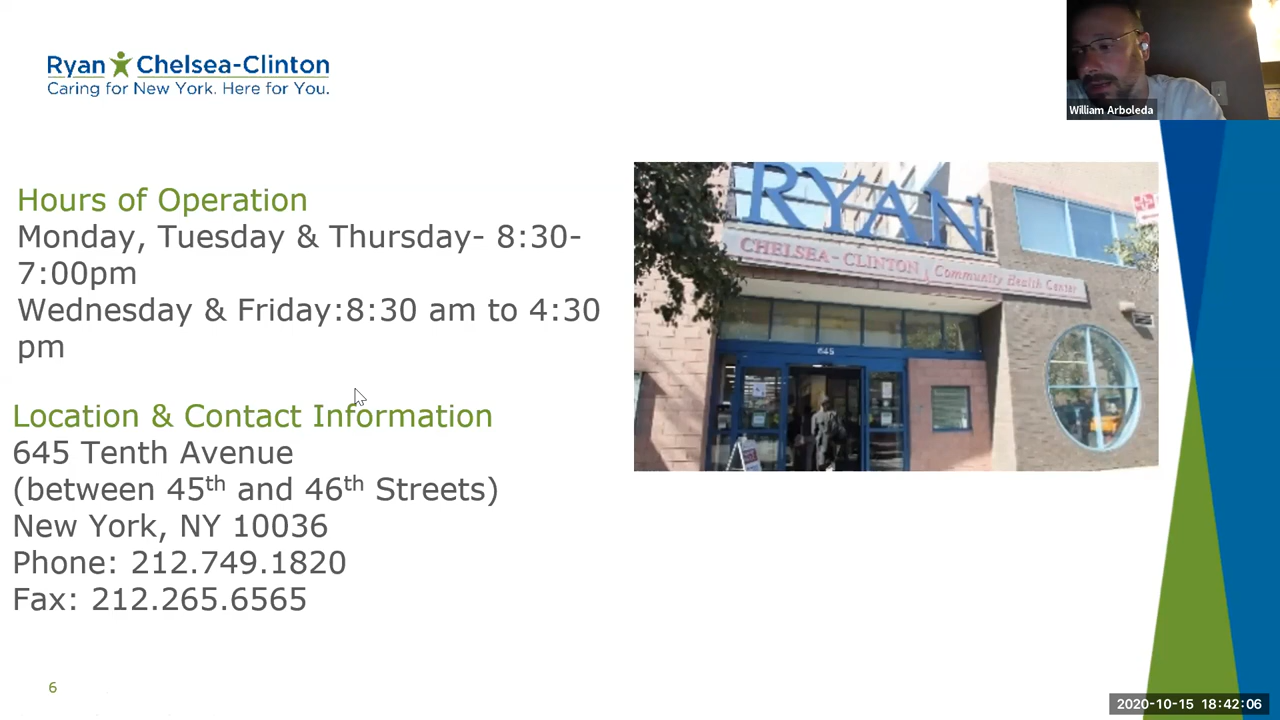 Ryan Chelsea-Clinton
Caring for New York. Here for You.
William Arboleda
Hours of Operation
Monday, Tuesday & Thursday- 8:30-
7:00pm
Wednesday & Friday:8:30 am to 4:30
pm
Location & Contact Information
645 Tenth Avenue
(between 45th and 46th Streets)
New York, NY 10036
Phone: 212.749.1820
Fax: 212.265.6565
RYAN
CHELSEA-CLINTON Community Health Center
645
6
2020-10-15 18:42:06